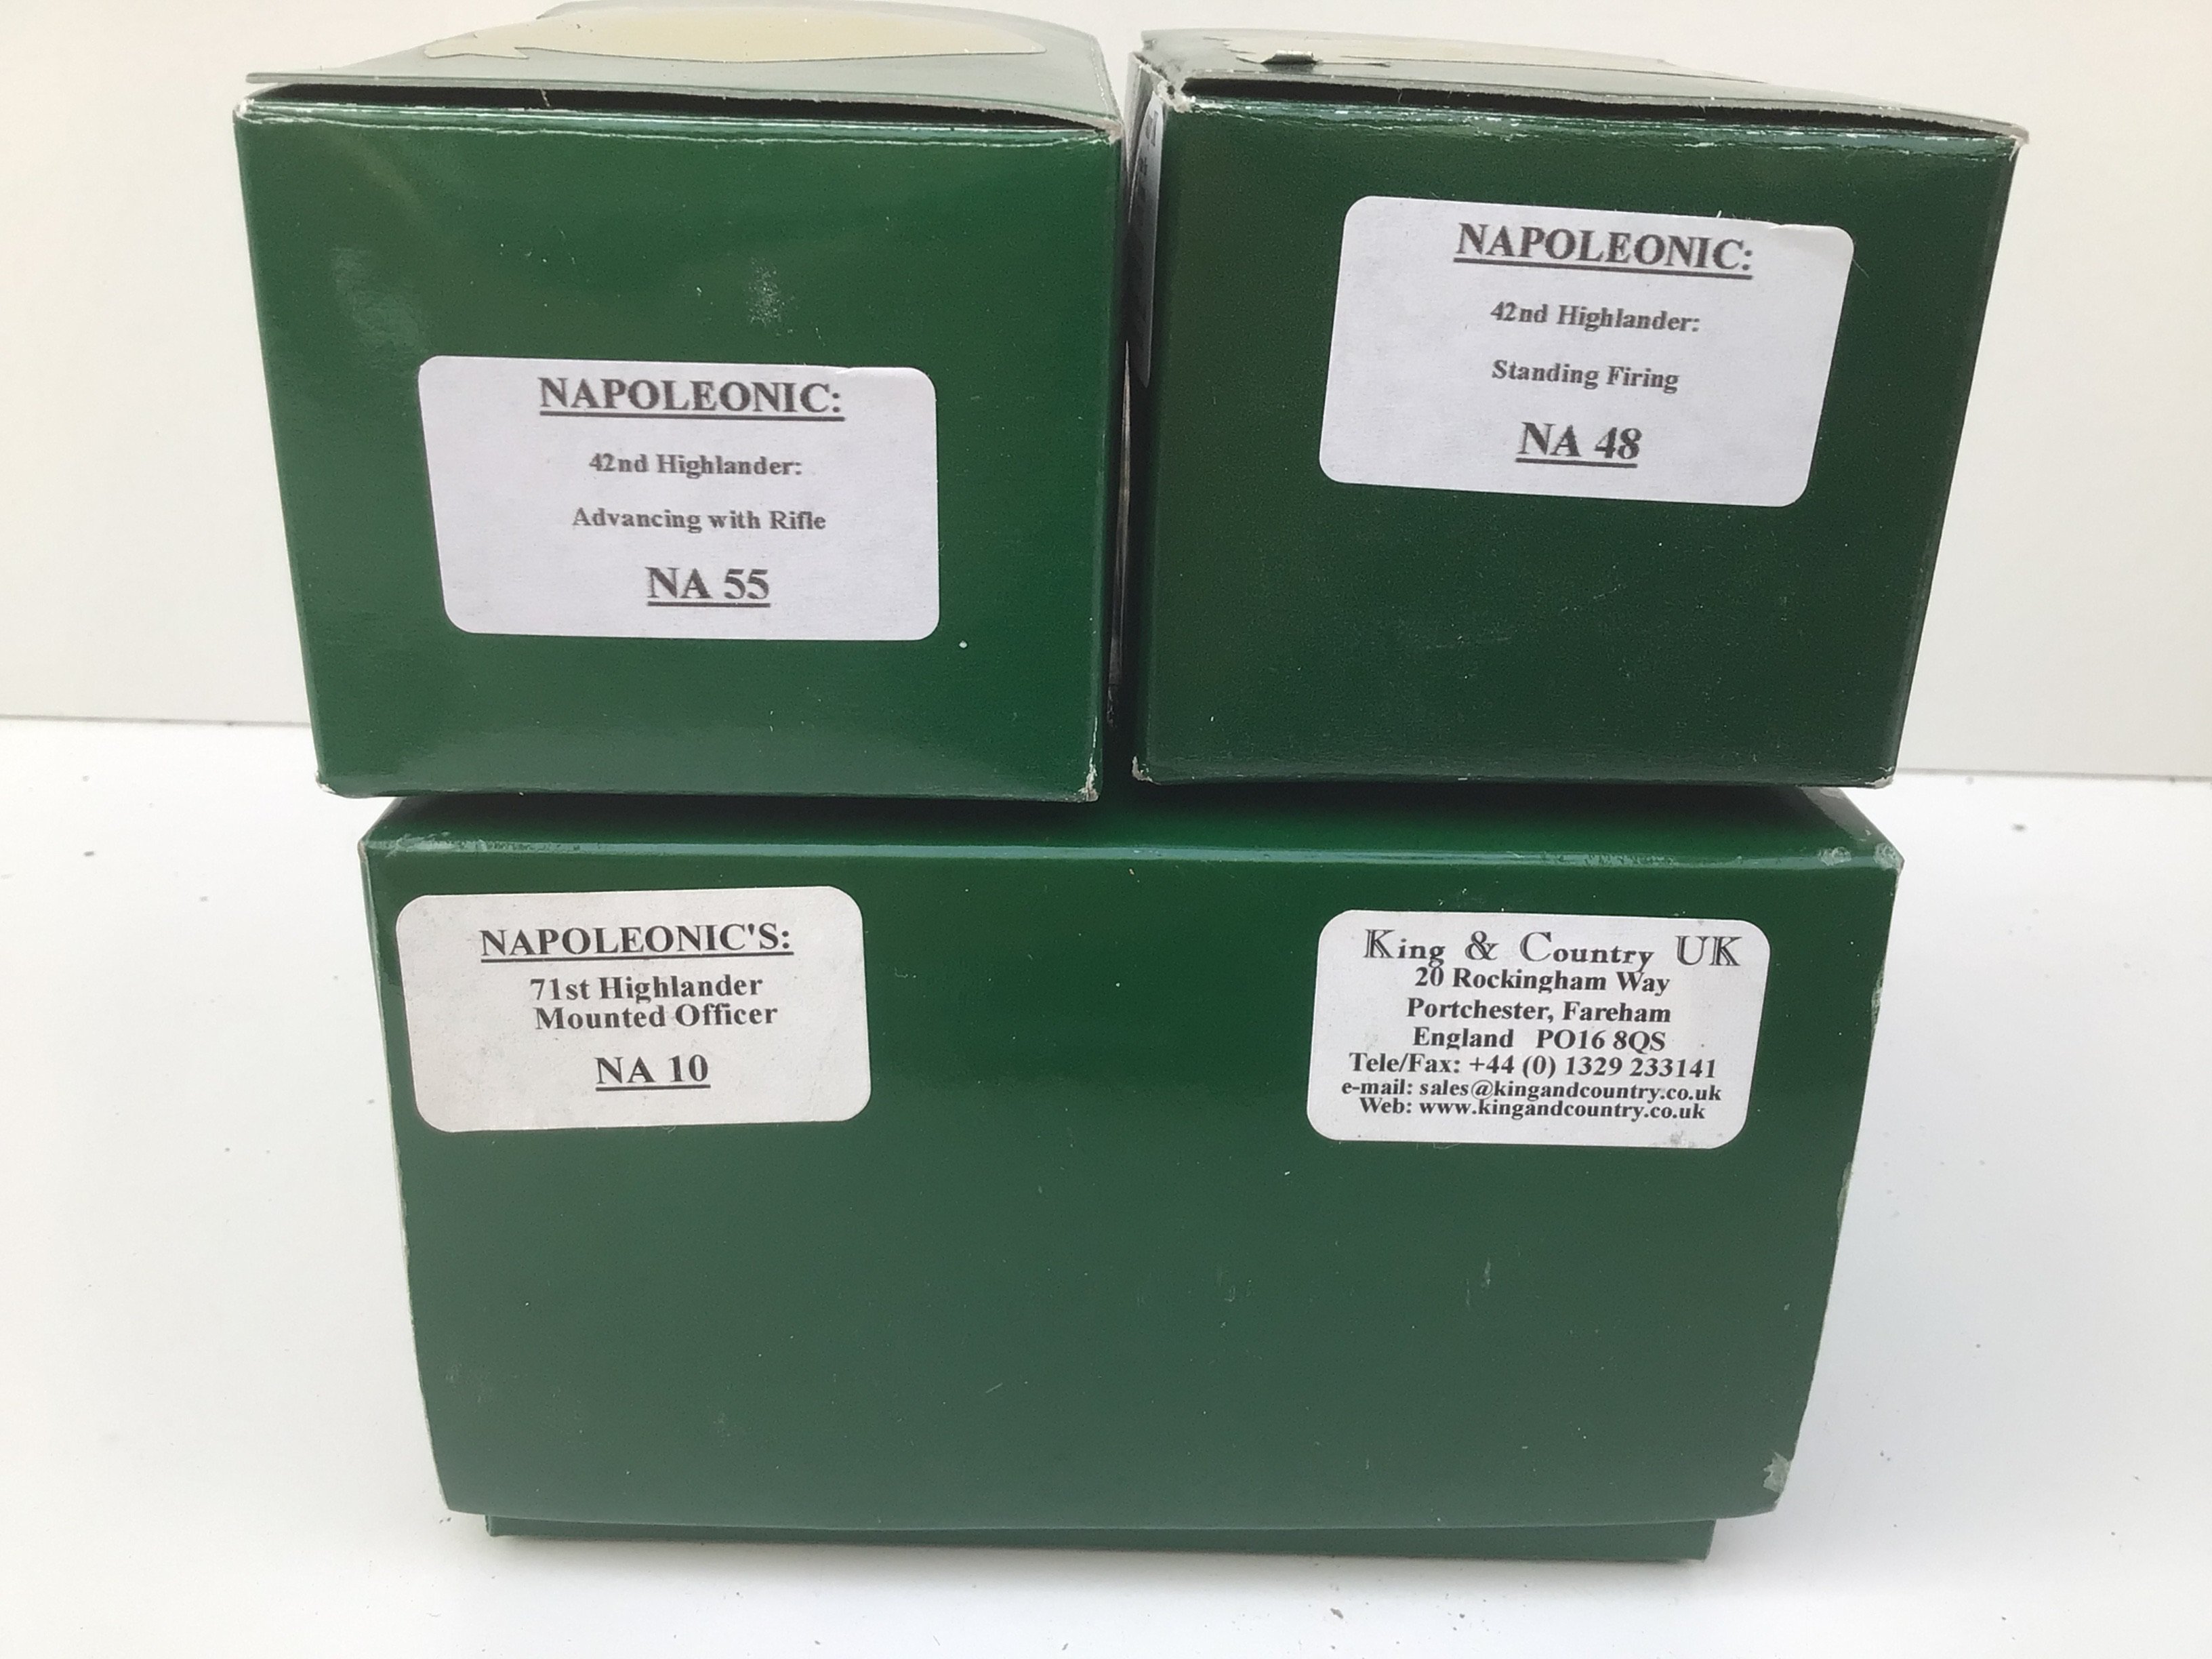 NAPOLEONIC:
42nd Highlander:
Advancing with Rifle
NA 55
NAPOLEONIC:
42nd Highlander:
Standing Firing
NA 48
NAPOLEONIC'S:
71st Highlander
Mounted Officer
NA 10
King & Country UK
20 Rockingham Way
Portchester, Fareham
England PO16 8QS
Tele/Fax: +44 (0) 1329 233141
e-mail: sales@kingandcountry.co.uk
Web: www.kingandcountry.co.uk